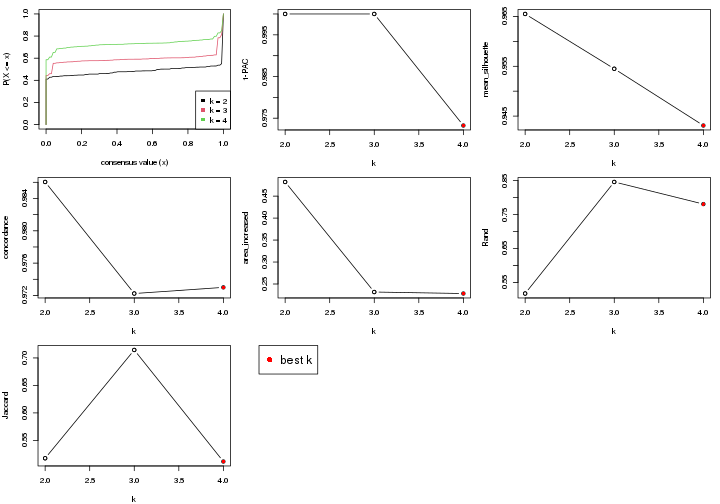 P(X <= x)
0.0 0.2 0.4 0.6 0.8 1.0
k = 2
k = 3
k = 4
0.0 0.2 0.4 0.6 0.8 1.0
consensus value (x)
1-PAC
0.975 0.985 0.995
2.0 2.5 3.0 3.5 4.0
k
mean_silhouette
0.945 0.955 0.965
2.0 2.5 3.0 3.5 4.0
k
concordance
0.972 0.976 0.980 0.984
2.0 2.5 3.0 3.5 4.0
k
area_increased
0.25 0.30 0.35 0.40 0.45
2.0 2.5 3.0 3.5 4.0
k
Rand
0.55 0.65 0.75 0.85
2.0 2.5 3.0 3.5 4.0
k
Jaccard
0.55 0.60 0.65 0.70
2.0 2.5 3.0 3.5 4.0
k
best k